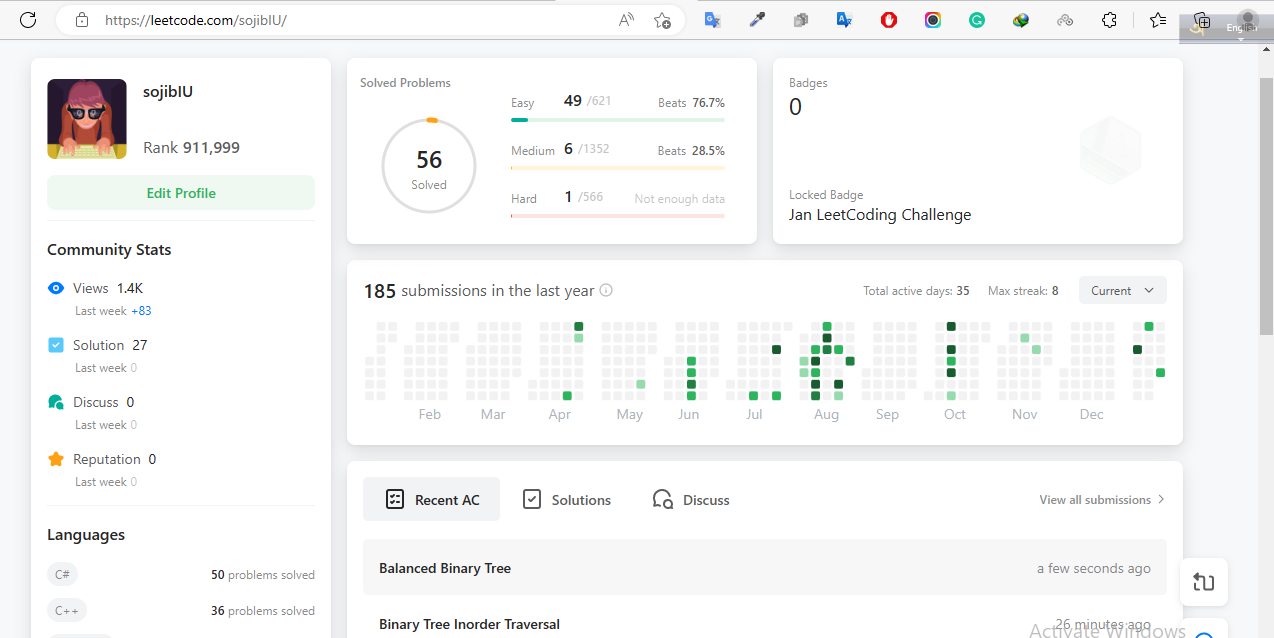 https://leetcode.com/sojibIU/
English
sojibIU
Rank 911,999
Edit Profile
Community Stats
Views 1.4K
Last week +83
Solution 27
Last week 0
Discuss 0
Last week 0
Reputation 0
Last week 0
Languages
C# 50 problems solved
C++ 36 problems solved
Solved Problems
56
Solved
Easy 49 /621 Beats 76.7%
Medium 6 /1352 Beats 28.5%
Hard 1 /566 Not enough data
Badges
0
Locked Badge
Jan LeetCoding Challenge
185 submissions in the last year
Total active days: 35 Max streak: 8 Current
Feb Mar Apr May Jun Jul Aug Sep Oct Nov Dec
Recent AC Solutions Discuss View all submissions
Balanced Binary Tree a few seconds ago
Binary Tree Inorder Traversal 26 minutes ago
Activate Windows